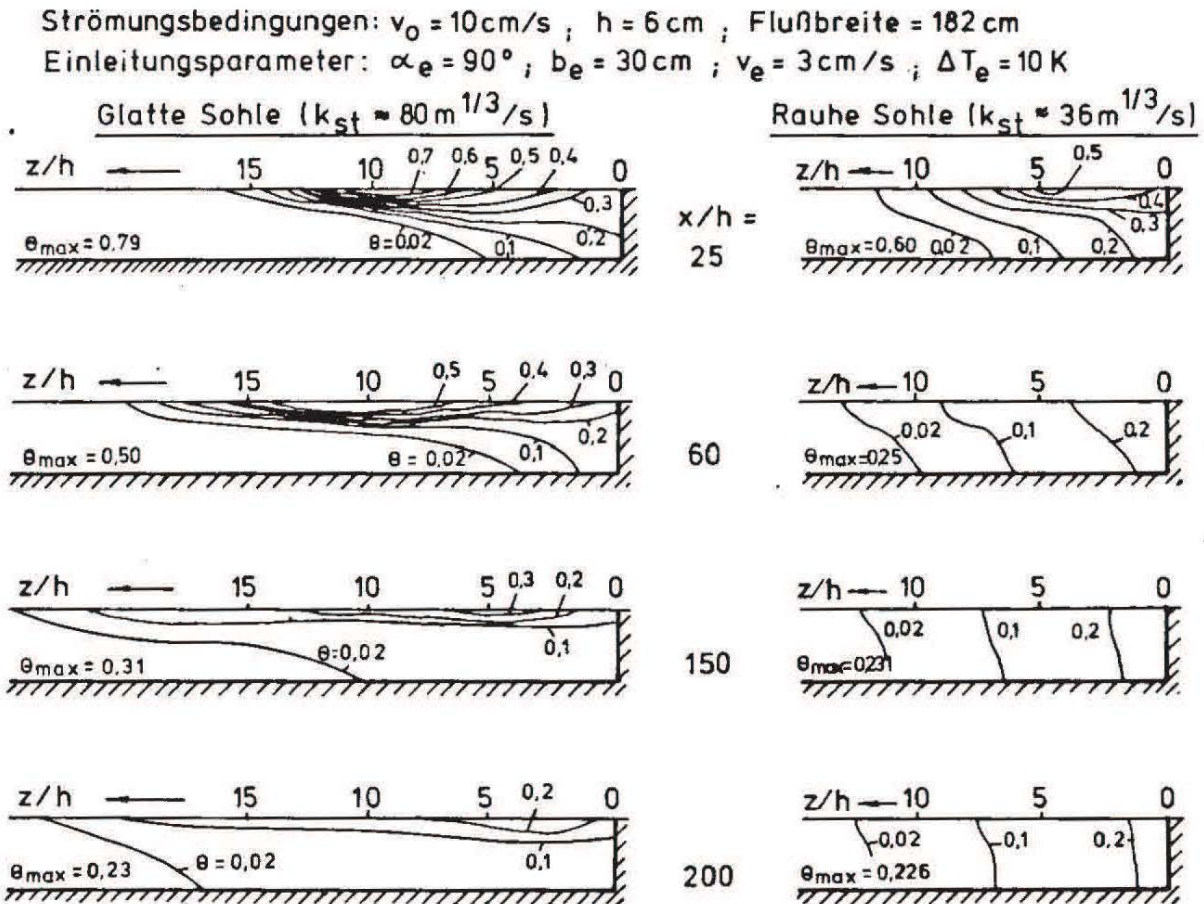 Strömungsbedingungen: v₀ = 10 cm/s ; h = 6 cm ; Flußbreite = 182 cm
Einleitungsparameter: αₑ = 90° ; bₑ = 30 cm ; vₑ = 3 cm/s ; ΔTₑ = 10 K
Glatte Sohle (k_st ≈ 80 m^1/3/s)
Rauhe Sohle (k_st ≈ 36 m^1/3/s)
z/h 15 10 5 0
0,7 0,6 0,5 0,4
0,3
0,2
0,1
θ=0,02
θmax = 0,79
x/h =
25
z/h 10 5 0
0,5
0,4
0,3
θmax = 0.60 0,02 0,1 0,2
z/h 15 10 5 0
0,5 0,4 0,3
0,2
0,1
θ = 0,02
θmax = 0,50
60
z/h 10 5 0
0,02 0,1 0,2
θmax=0,25
z/h 15 10 5 0
0,3 0,2
0,1
θ=0,02
θmax = 0,31
150
z/h 10 5 0
0,02 0,1 0,2
θmax=0,231
z/h 15 10 5 0
0,2
0,1
θ = 0,02
θmax = 0,23
200
z/h 10 5 0
0,02 0,1 0,2
θmax = 0,226